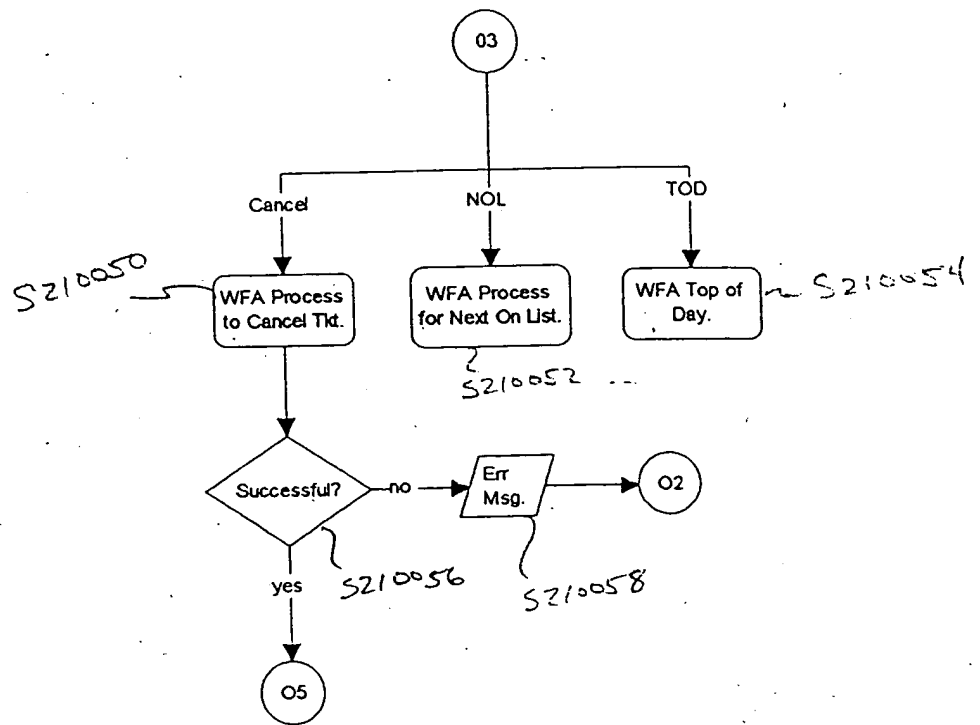 03
Cancel
NOL
TOD
S210050
WFA Process
to Cancel Tkt.
WFA Process
for Next On List.
WFA Top of
Day.
S210054
S210052
Successful?
no
Err
Msg.
O2
S210056
S210058
yes
O5